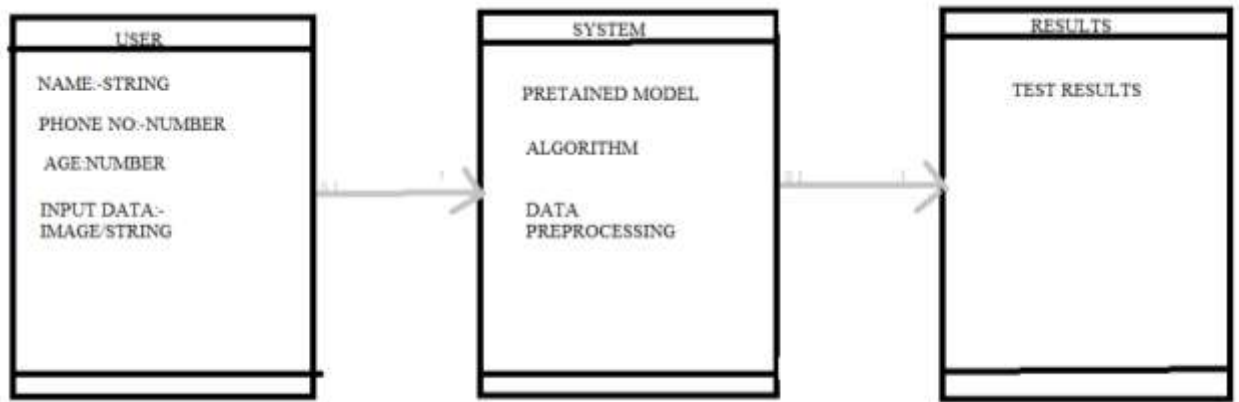 USER
NAME:-STRING
PHONE NO:-NUMBER
AGE:NUMBER
INPUT DATA:-
IMAGE/STRING
SYSTEM
PRETAINED MODEL
ALGORITHM
DATA
PREPROCESSING
RESULTS
TEST RESULTS